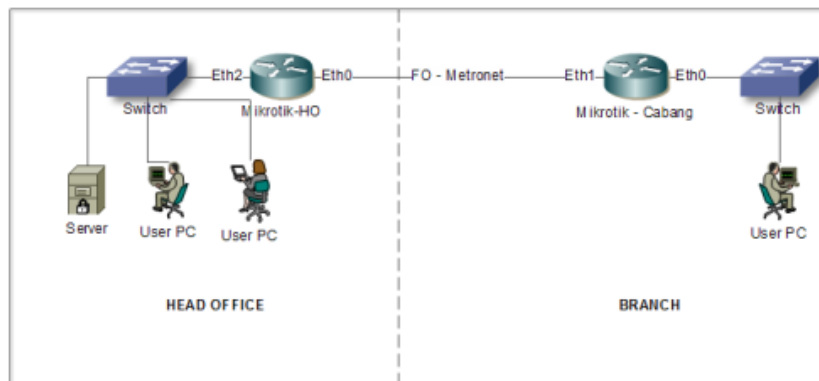 Eth2
Eth0
FO - Metronet
Eth1
Eth0
Switch
Mikrotik-HO
Mikrotik - Cabang
Switch
Server
User PC
User PC
User PC
HEAD OFFICE
BRANCH